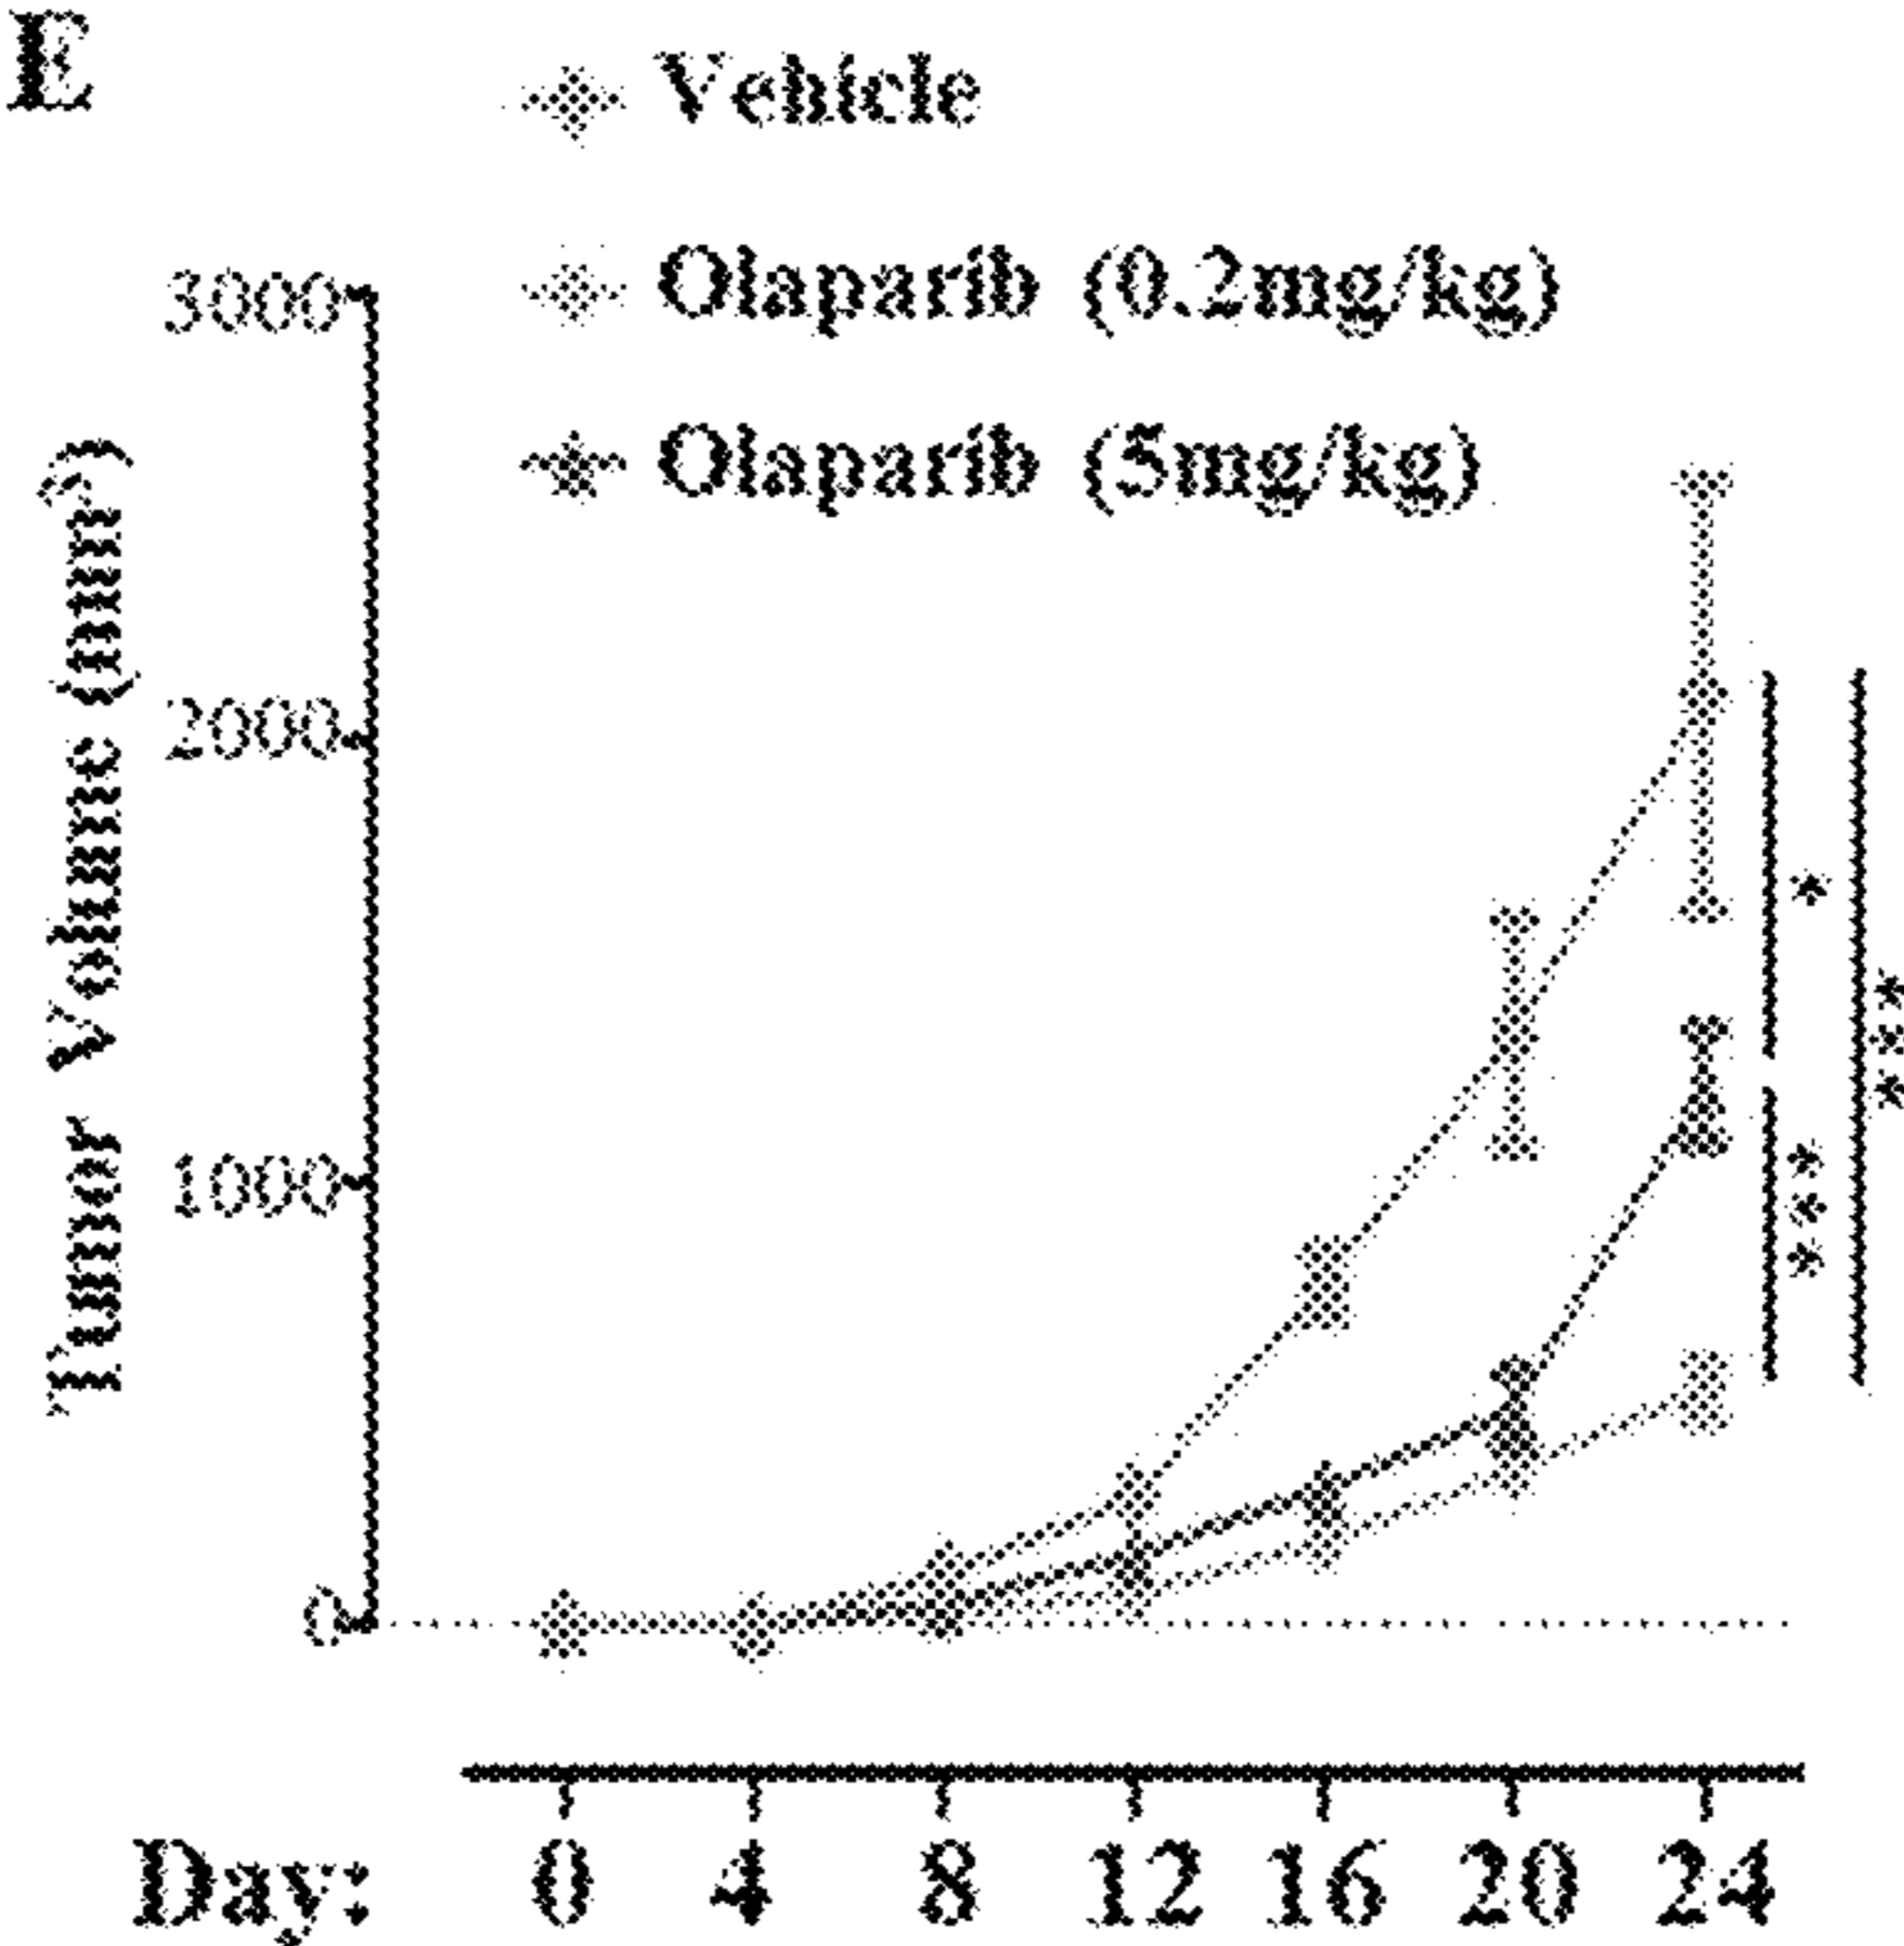 E
Vehicle
Olaparib (0.2mg/kg)
Olaparib (5mg/kg)
Tumor Volume (mm³)
3000
2000
1000
0
*
***
***
Day: 0 4 8 12 16 20 24